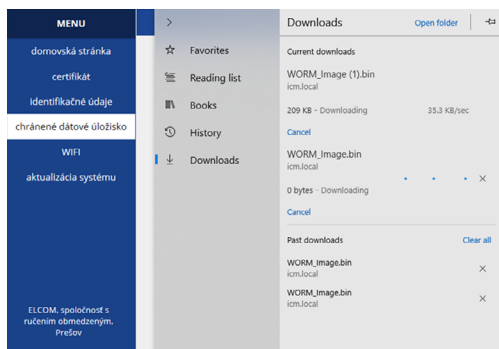 MENU
domovská stránka
certifikát
identifikačné údaje
chránené dátové úložisko
WIFI
aktualizácia systému
ELCOM, spoločnosť s
ručením obmedzeným,
Prešov
Favorites
Reading list
Books
History
Downloads
Downloads
Open folder
Current downloads
WORM_Image (1).bin
icm.local
209 KB - Downloading 35.3 KB/sec
Cancel
WORM_Image.bin
icm.local
0 bytes - Downloading
Cancel
Past downloads Clear all
WORM_Image.bin
icm.local
WORM_Image.bin
icm.local